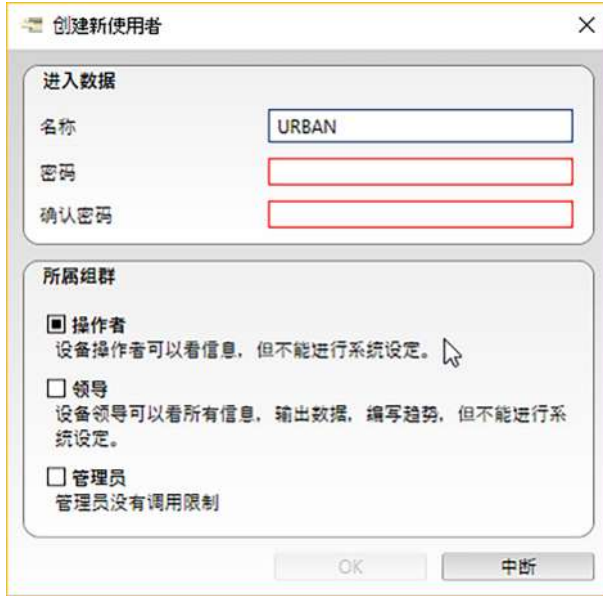 创建新使用者
进入数据
名称 URBAN
密码
确认密码
所属组群
操作者
设备操作者可以看信息，但不能进行系统设定。
领导
设备领导可以看所有信息，输出数据，编写趋势，但不能进行系
统设定。
管理员
管理员没有调用限制
OK 中断